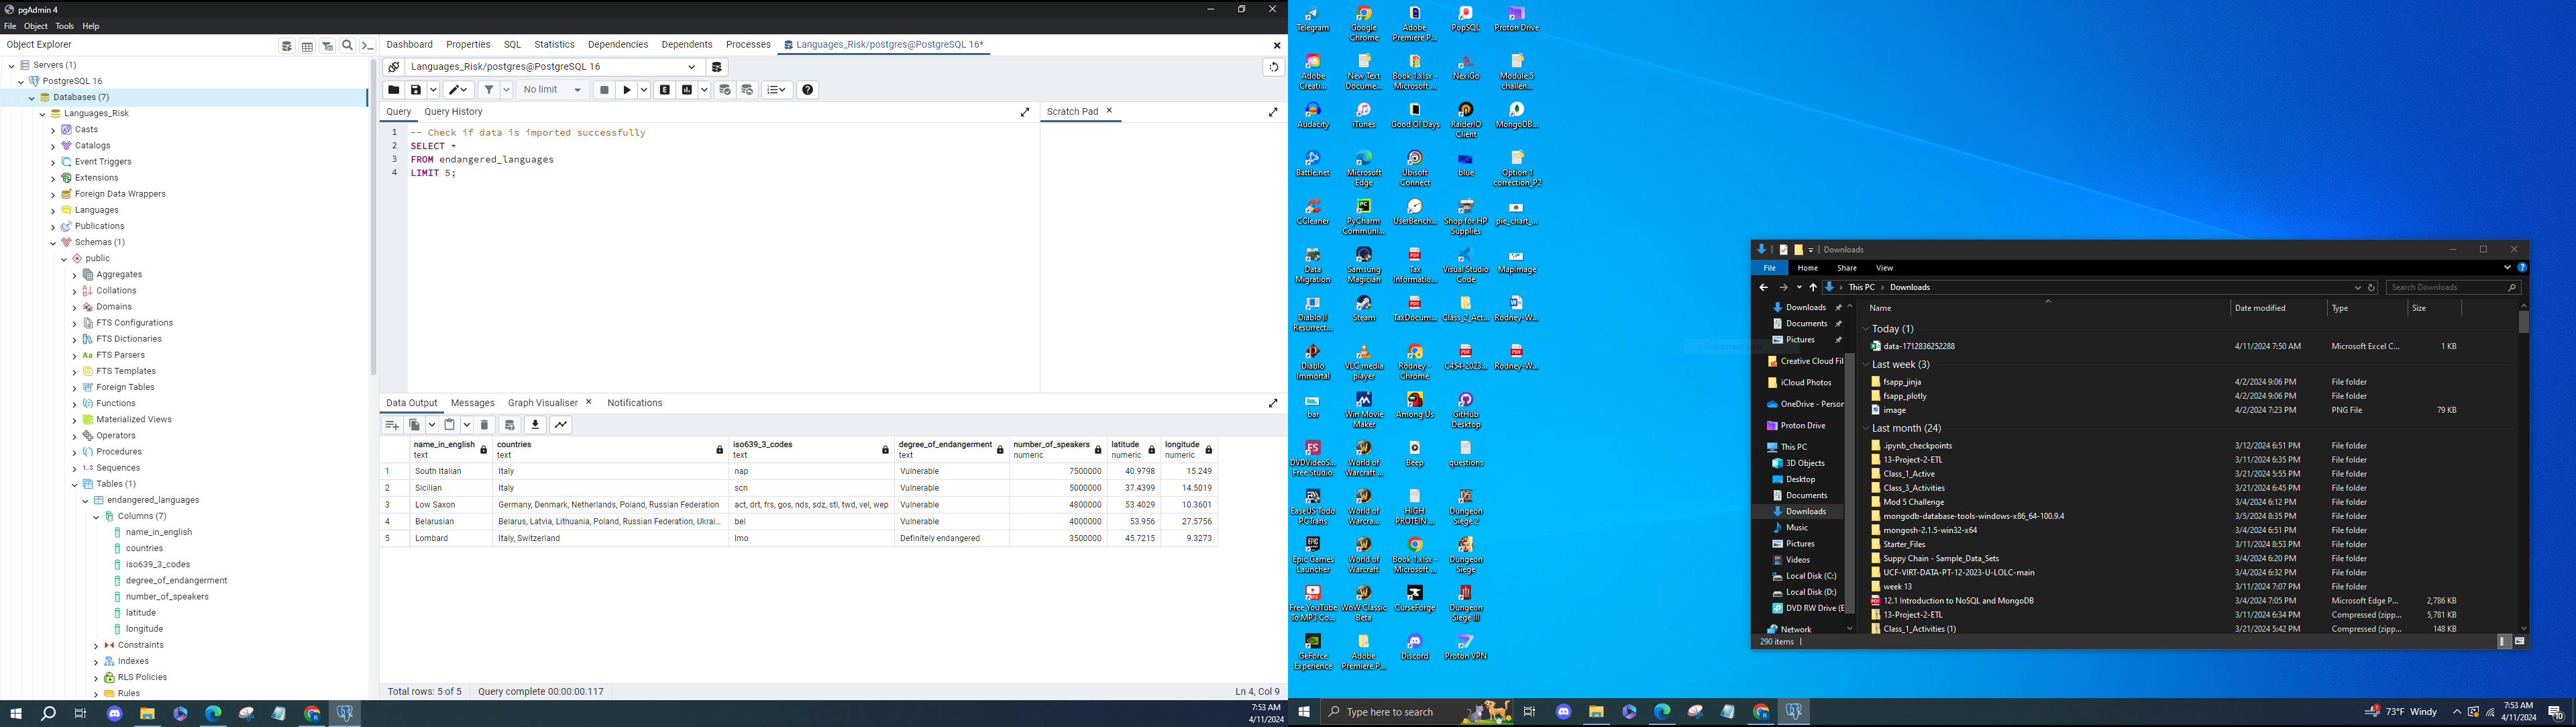 pgAdmin 4
File Object Tools Help
Object Explorer
Servers (1)
PostgreSQL 16
Databases (7)
Languages_Risk
Casts
Catalogs
Event Triggers
Extensions
Foreign Data Wrappers
Languages
Publications
Schemas (1)
public
Aggregates
Collations
Domains
FTS Configurations
FTS Dictionaries
FTS Parsers
FTS Templates
Foreign Tables
Functions
Materialized Views
Operators
Procedures
Sequences
Tables (1)
endangered_languages
Columns (7)
name_in_english
countries
iso639_3_codes
degree_of_endangerment
number_of_speakers
latitude
longitude
Constraints
Indexes
RLS Policies
Rules
Dashboard Properties SQL Statistics Dependencies Dependents Processes Languages_Risk/postgres@PostgreSQL 16*
Languages_Risk/postgres@PostgreSQL 16
No limit
Query Query History
Scratch Pad
1 -- Check if data is imported successfully
2 SELECT *
3 FROM endangered_languages
4 LIMIT 5;
Data Output Messages Graph Visualiser Notifications
name_in_english countries iso639_3_codes degree_of_endangerment number_of_speakers latitude longitude
text text text text numeric numeric numeric
1 South Italian Italy nap Vulnerable 7500000 40.9798 15.249
2 Sicilian Italy scn Vulnerable 5000000 37.4399 14.5019
3 Low Saxon Germany, Denmark, Netherlands, Poland, Russian Federation act, drt, frs, gos, nds, sdz, stl, twd, vel, wep Vulnerable 4800000 53.4029 10.3601
4 Belarusian Belarus, Latvia, Lithuania, Poland, Russian Federation, Ukrai... bel Vulnerable 4000000 53.956 27.5756
5 Lombard Italy, Switzerland lmo Definitely endangered 3500000 45.7215 9.3273
Total rows: 5 of 5 Query complete 00:00:00.117
Ln 4, Col 9
7:53 AM
4/11/2024
Telegram
Google Chrome
Adobe Premiere P...
PopSQL
Proton Drive
Adobe Creati...
New Text Docume...
Book 1.xlsx - Microsoft ...
NexiGo
Module 5 challen...
Audacity
iTunes
Good Ol Days
RaiderIO Client
MongoDB...
Battle.net
Microsoft Edge
Ubisoft Connect
blue
Option 1 correction_P2
CCleaner
PyCharm Communi...
UserBench...
Shop for HP Supplies
pie_chart_...
Data Migration
Samsung Magician
Tax Informatio...
Visual Studio Code
Mapimage
Diablo II Resurrect...
Steam
TaxDocum...
Class_2_Act...
Rodney-W...
Diablo Immortal
VLC media player
Rodney - Chrome
C454-2023...
Rodney-W...
bar
Win Movie Maker
Among Us
GitHub Desktop
DVDVideoS... Free Studio
World of Warcraft ...
Beep
questions
EaseUS Todo PCTrans
World of Warcra...
HIGH PROTEIN ...
Dungeon Siege 2
Epic Games Launcher
World of Warcraft
Book 1.xlsx - Microsoft ...
Dungeon Siege
Free YouTube To MP3 Co...
WoW Classic Beta
CurseForge
Dungeon Siege III
GeForce Experience
Adobe Premiere P...
Discord
Proton VPN
Downloads
File Home Share View
This PC > Downloads
Search Downloads
Downloads
Documents
Pictures
Creative Cloud Fil
iCloud Photos
OneDrive - Person
Proton Drive
This PC
3D Objects
Desktop
Documents
Downloads
Music
Pictures
Videos
Local Disk (C:)
Local Disk (D:)
DVD RW Drive (E
Network
Name Date modified Type Size
Today (1)
data-1712836252288 4/11/2024 7:50 AM Microsoft Excel C... 1 KB
Last week (3)
fsapp_jinja 4/2/2024 9:06 PM File folder
fsapp_plotly 4/2/2024 9:06 PM File folder
image 4/2/2024 7:23 PM PNG File 79 KB
Last month (24)
.ipynb_checkpoints 3/12/2024 6:51 PM File folder
13-Project-2-ETL 3/11/2024 6:35 PM File folder
Class_1_Active 3/21/2024 5:55 PM File folder
Class_3_Activities 3/21/2024 6:45 PM File folder
Mod 5 Challenge 3/4/2024 6:12 PM File folder
mongodb-database-tools-windows-x86_64-100.9.4 3/5/2024 8:35 PM File folder
mongosh-2.1.5-win32-x64 3/4/2024 6:51 PM File folder
Starter_Files 3/11/2024 8:53 PM File folder
Suppy Chain - Sample_Data_Sets 3/4/2024 6:20 PM File folder
UCF-VIRT-DATA-PT-12-2023-U-LOLC-main 3/4/2024 6:32 PM File folder
week 13 3/11/2024 7:07 PM File folder
12.1 Introduction to NoSQL and MongoDB 3/4/2024 7:05 PM Microsoft Edge P... 2,786 KB
13-Project-2-ETL 3/11/2024 6:34 PM Compressed (zipp... 5,781 KB
Class_1_Activities (1) 3/21/2024 5:42 PM Compressed (zipp... 148 KB
290 items
Type here to search
73°F Windy
7:53 AM
4/11/2024